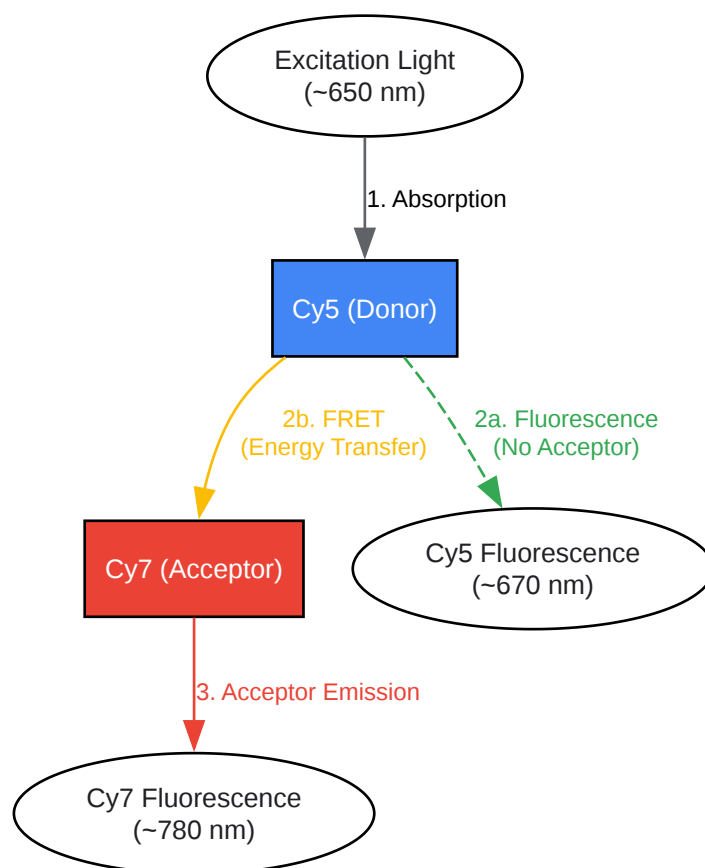 Excitation Light
(~650 nm)
1. Absorption
Cy5 (Donor)
2b. FRET
(Energy Transfer)
2a. Fluorescence
(No Acceptor)
Cy7 (Acceptor)
Cy5 Fluorescence
(~670 nm)
3. Acceptor Emission
Cy7 Fluorescence
(~780 nm)